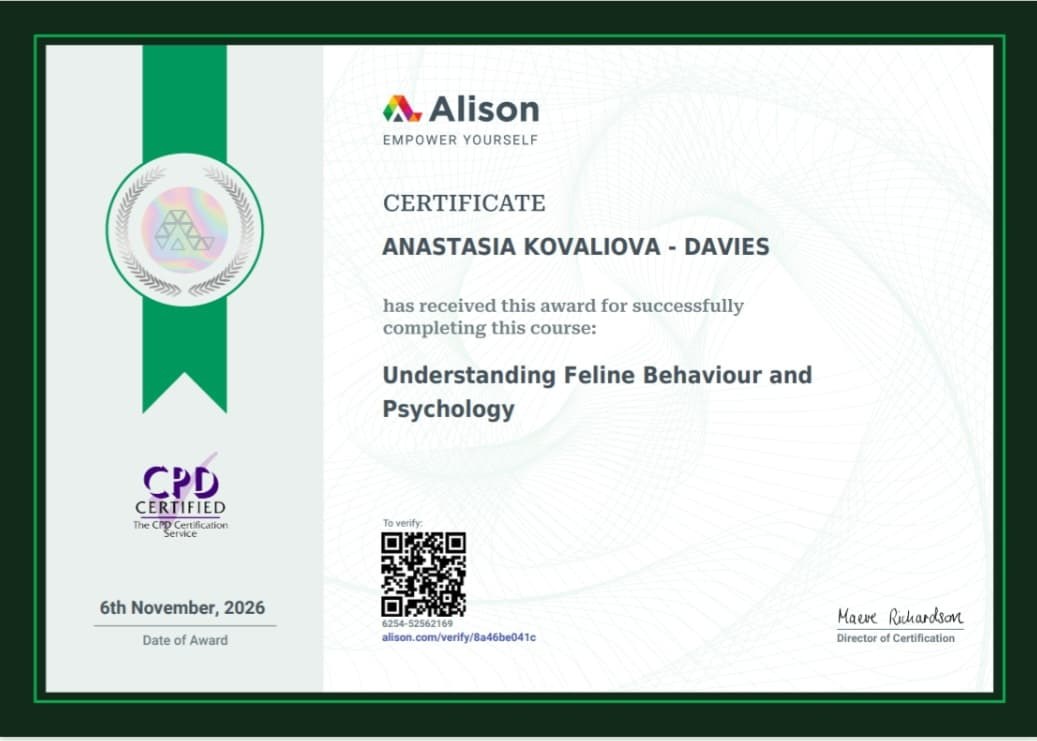 Alison
EMPOWER YOURSELF
CERTIFICATE
ANASTASIA KOVALIOVA - DAVIES
has received this award for successfully
completing this course:
Understanding Feline Behaviour and
Psychology
CPD
CERTIFIED
The CPD Certification
Service
6th November, 2026
Date of Award
To verify:
6254-52562169
alison.com/verify/8a46be041c
Maeve Richardson
Director of Certification